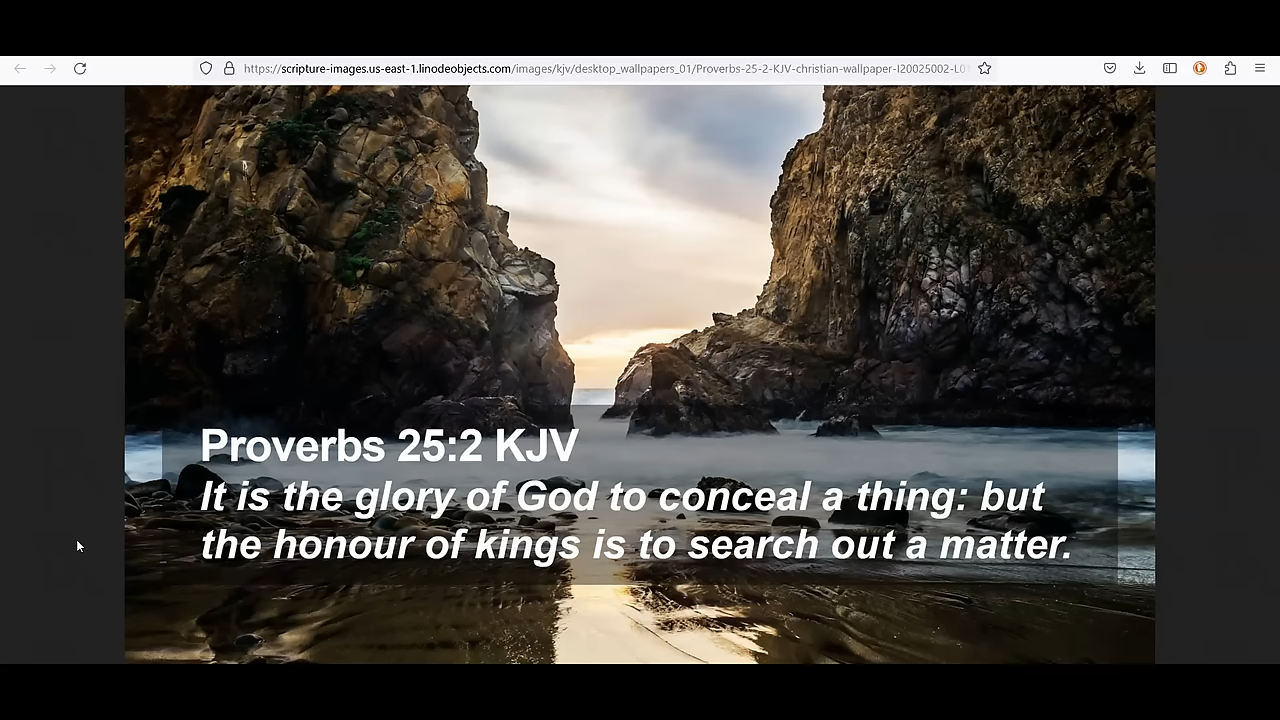 https://scripture-images.us-east-1.linodeobjects.com/images/kjv/desktop_wallpapers_01/Proverbs-25-2-KJV-christian-wallpaper-I20025002-L01
Proverbs 25:2 KJV
It is the glory of God to conceal a thing: but
the honour of kings is to search out a matter.